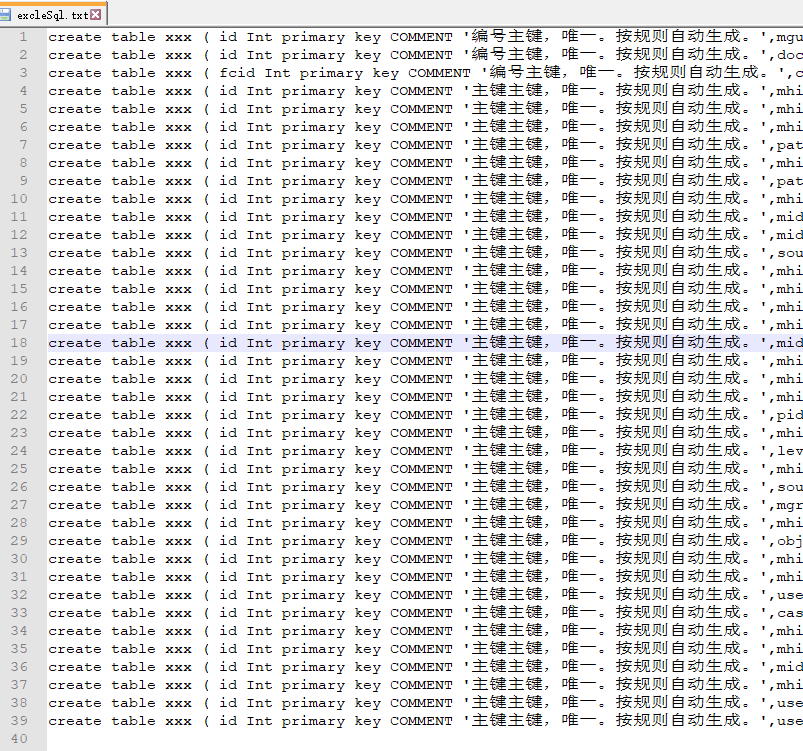 excleSql.txt
1 create table xxx ( id Int primary key COMMENT '编号主键，唯一。按规则自动生成。',mgu
2 create table xxx ( id Int primary key COMMENT '编号主键，唯一。按规则自动生成。',doc
3 create table xxx ( fcid Int primary key COMMENT '编号主键，唯一。按规则自动生成。',c
4 create table xxx ( id Int primary key COMMENT '主键主键，唯一。按规则自动生成。',mhi
5 create table xxx ( id Int primary key COMMENT '主键主键，唯一。按规则自动生成。',mhi
6 create table xxx ( id Int primary key COMMENT '主键主键，唯一。按规则自动生成。',mhi
7 create table xxx ( id Int primary key COMMENT '主键主键，唯一。按规则自动生成。',pat
8 create table xxx ( id Int primary key COMMENT '主键主键，唯一。按规则自动生成。',mhi
9 create table xxx ( id Int primary key COMMENT '主键主键，唯一。按规则自动生成。',pat
10 create table xxx ( id Int primary key COMMENT '主键主键，唯一。按规则自动生成。',mhi
11 create table xxx ( id Int primary key COMMENT '主键主键，唯一。按规则自动生成。',mid
12 create table xxx ( id Int primary key COMMENT '主键主键，唯一。按规则自动生成。',mid
13 create table xxx ( id Int primary key COMMENT '主键主键，唯一。按规则自动生成。',sou
14 create table xxx ( id Int primary key COMMENT '主键主键，唯一。按规则自动生成。',mhi
15 create table xxx ( id Int primary key COMMENT '主键主键，唯一。按规则自动生成。',mhi
16 create table xxx ( id Int primary key COMMENT '主键主键，唯一。按规则自动生成。',mhi
17 create table xxx ( id Int primary key COMMENT '主键主键，唯一。按规则自动生成。',mhi
18 create table xxx ( id Int primary key COMMENT '主键主键，唯一。按规则自动生成。',mid
19 create table xxx ( id Int primary key COMMENT '主键主键，唯一。按规则自动生成。',mhi
20 create table xxx ( id Int primary key COMMENT '主键主键，唯一。按规则自动生成。',mhi
21 create table xxx ( id Int primary key COMMENT '主键主键，唯一。按规则自动生成。',mhi
22 create table xxx ( id Int primary key COMMENT '主键主键，唯一。按规则自动生成。',pid
23 create table xxx ( id Int primary key COMMENT '主键主键，唯一。按规则自动生成。',mhi
24 create table xxx ( id Int primary key COMMENT '主键主键，唯一。按规则自动生成。',lev
25 create table xxx ( id Int primary key COMMENT '主键主键，唯一。按规则自动生成。',mhi
26 create table xxx ( id Int primary key COMMENT '主键主键，唯一。按规则自动生成。',sou
27 create table xxx ( id Int primary key COMMENT '主键主键，唯一。按规则自动生成。',mgr
28 create table xxx ( id Int primary key COMMENT '主键主键，唯一。按规则自动生成。',mhi
29 create table xxx ( id Int primary key COMMENT '主键主键，唯一。按规则自动生成。',obj
30 create table xxx ( id Int primary key COMMENT '主键主键，唯一。按规则自动生成。',mhi
31 create table xxx ( id Int primary key COMMENT '主键主键，唯一。按规则自动生成。',mhi
32 create table xxx ( id Int primary key COMMENT '主键主键，唯一。按规则自动生成。',use
33 create table xxx ( id Int primary key COMMENT '主键主键，唯一。按规则自动生成。',cas
34 create table xxx ( id Int primary key COMMENT '主键主键，唯一。按规则自动生成。',mhi
35 create table xxx ( id Int primary key COMMENT '主键主键，唯一。按规则自动生成。',mhi
36 create table xxx ( id Int primary key COMMENT '主键主键，唯一。按规则自动生成。',mid
37 create table xxx ( id Int primary key COMMENT '主键主键，唯一。按规则自动生成。',mhi
38 create table xxx ( id Int primary key COMMENT '主键主键，唯一。按规则自动生成。',use
39 create table xxx ( id Int primary key COMMENT '主键主键，唯一。按规则自动生成。',use
40